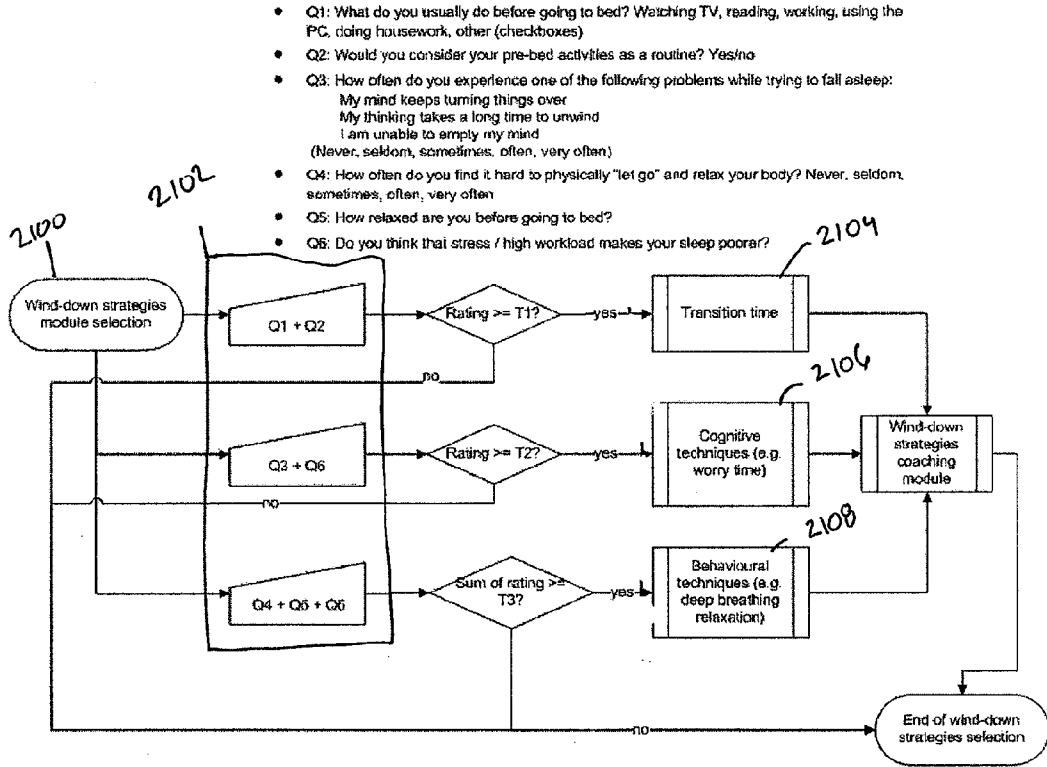 • Q1: What do you usually do before going to bed? Watching TV, reading, working, using the
PC, doing housework, other (checkboxes)
• Q2: Would you consider your pre-bed activities as a routine? Yes/no
• Q3: How often do you experience one of the following problems while trying to fall asleep:
My mind keeps turning things over
My thinking takes a long time to unwind
I am unable to empty my mind
(Never, seldom, sometimes, often, very often)
• Q4: How often do you find it hard to physically "let go" and relax your body? Never, seldom,
sometimes, often, very often
• Q5: How relaxed are you before going to bed?
• Q6: Do you think that stress / high workload makes your sleep poorer?
2102
2100
2104
Wind-down strategies
module selection
Q1 + Q2
Rating >= T1?
yes
Transition time
no
2106
Q3 + Q6
Rating >= T2?
yes
Cognitive
techniques (e.g.
worry time)
Wind-down
strategies
coaching
module
no
2108
Q4 + Q5 + Q6
Sum of rating >=
T3?
yes
Behavioural
techniques (e.g.
deep breathing
relaxation)
no
End of wind-down
strategies selection